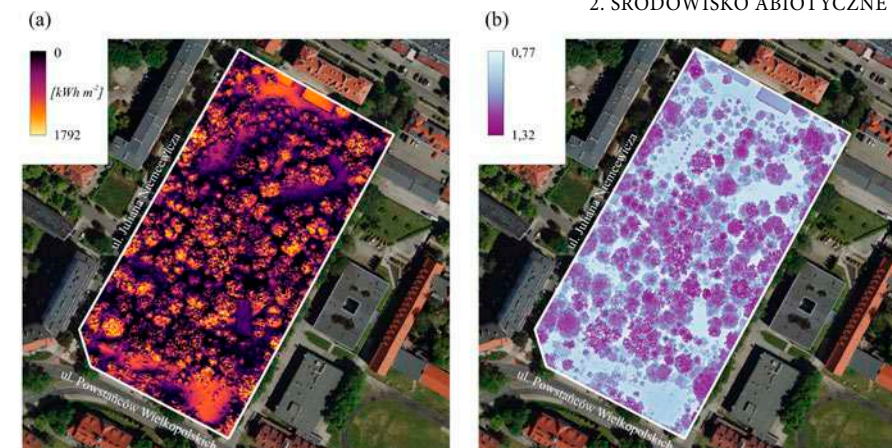 2. ŚRODOWISKO ABIOTYCZNE
(a)
0
[kWh m⁻²]
1792
ul. Juliana Niemcewicza
ul. Powstańców Wielkopolskich
(b)
0,77
1,32
ul. Juliana Niemcewicza
ul. Powstańców Wielkopolskich